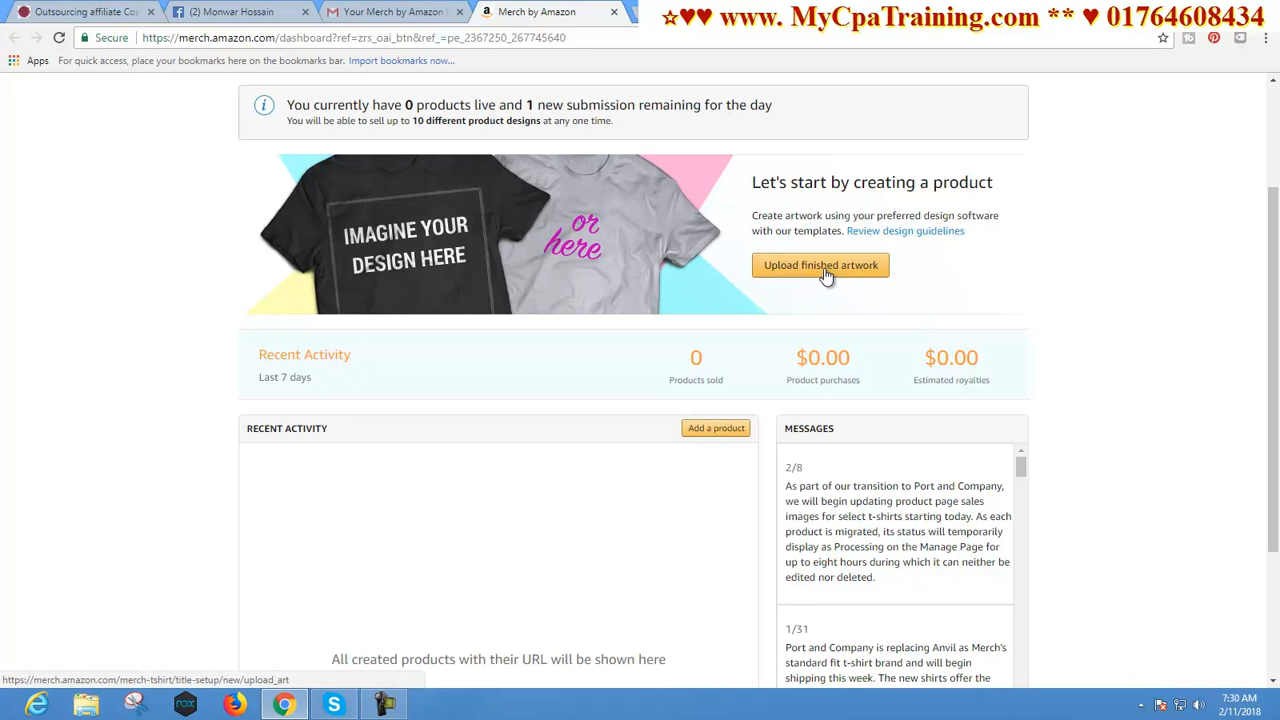 Outsourcing affiliate Co
(2) Monwar Hossain
Your Merch by Amazon
Merch by Amazon
☆♥♥ www. MyCpaTraining.com ** ♥ 01764608434
Secure
https://merch.amazon.com/dashboard?ref=zrs_oai_btn&ref_=pe_2367250_267745640
Apps
For quick access, place your bookmarks here on the bookmarks bar. Import bookmarks now...
You currently have 0 products live and 1 new submission remaining for the day
You will be able to sell up to 10 different product designs at any one time.
IMAGINE YOUR
DESIGN HERE
or
here
Let's start by creating a product
Create artwork using your preferred design software
with our templates. Review design guidelines
Upload finished artwork
Recent Activity
Last 7 days
0
Products sold
$0.00
Product purchases
$0.00
Estimated royalties
RECENT ACTIVITY
Add a product
All created products with their URL will be shown here
MESSAGES
2/8
As part of our transition to Port and Company,
we will begin updating product page sales
images for select t-shirts starting today. As each
product is migrated, its status will temporarily
display as Processing on the Manage Page for
up to eight hours during which it can neither be
edited nor deleted.
1/31
Port and Company is replacing Anvil as Merch's
standard fit t-shirt brand and will begin
shipping this week. The new shirts offer the
https://merch.amazon.com/merch-tshirt/title-setup/new/upload_art
7:30 AM
2/11/2018